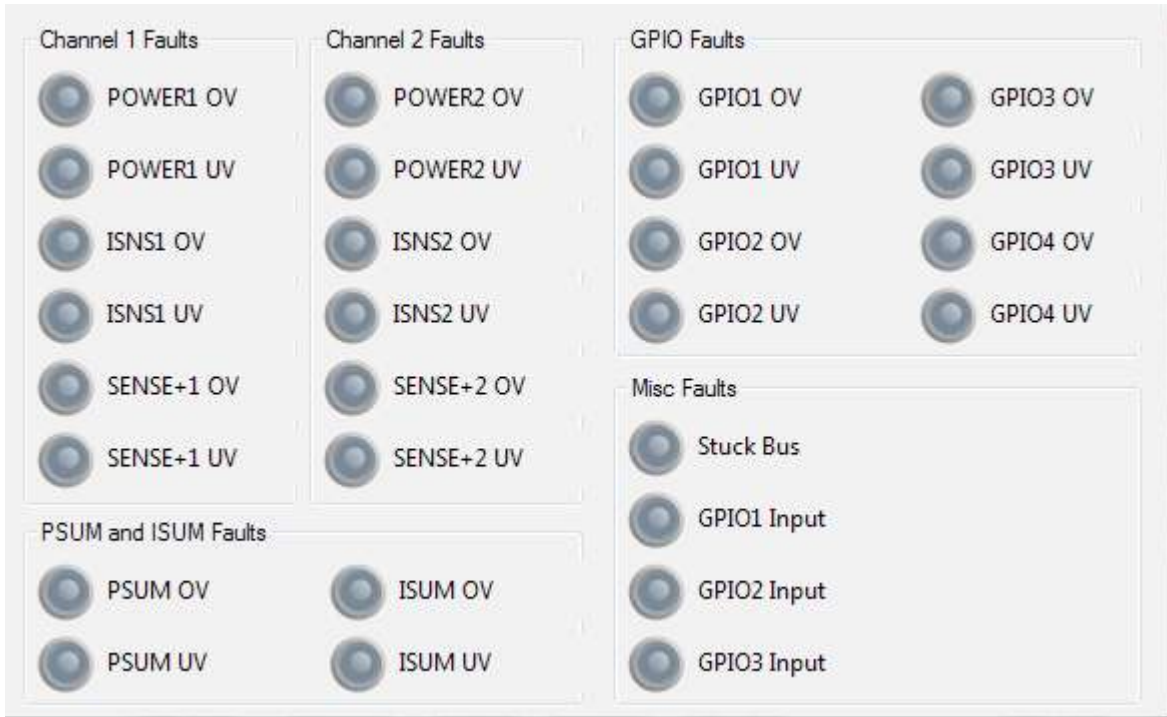 Channel 1 Faults
POWER1 OV
POWER1 UV
ISNS1 OV
ISNS1 UV
SENSE+1 OV
SENSE+1 UV
Channel 2 Faults
POWER2 OV
POWER2 UV
ISNS2 OV
ISNS2 UV
SENSE+2 OV
SENSE+2 UV
PSUM and ISUM Faults
PSUM OV
PSUM UV
ISUM OV
ISUM UV
GPIO Faults
GPIO1 OV
GPIO1 UV
GPIO2 OV
GPIO2 UV
GPIO3 OV
GPIO3 UV
GPIO4 OV
GPIO4 UV
Misc Faults
Stuck Bus
GPIO1 Input
GPIO2 Input
GPIO3 Input